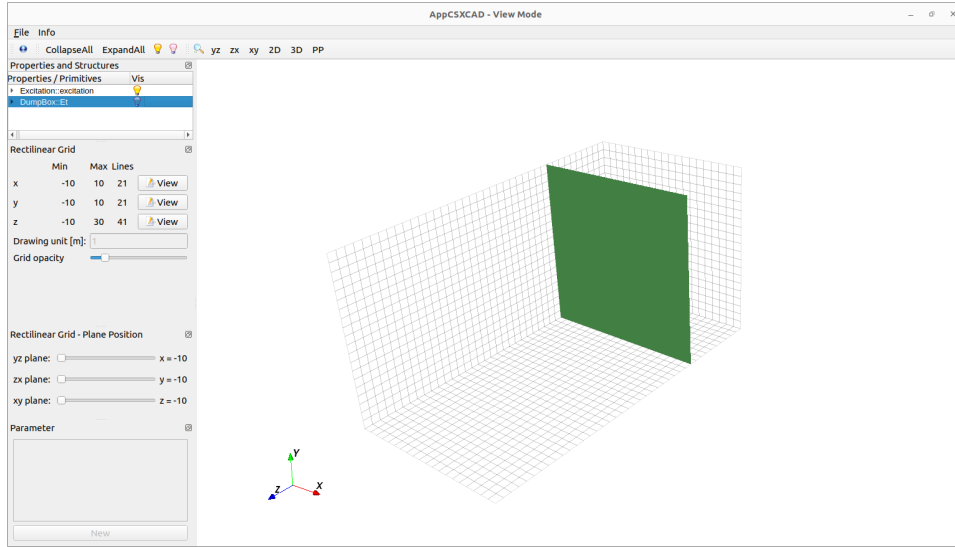 AppCSXCAD - View Mode
File Info
CollapseAll ExpandAll yz zx xy 2D 3D PP
Properties and Structures
Properties / Primitives Vis
Excitation::excitation
DumpBox::Et
Rectilinear Grid
Min Max Lines
x -10 10 21 View
y -10 10 21 View
z -10 30 41 View
Drawing unit [m]: 1
Grid opacity
Rectilinear Grid - Plane Position
yz plane: x = -10
zx plane: y = -10
xy plane: z = -10
Parameter
New
Y
Z X